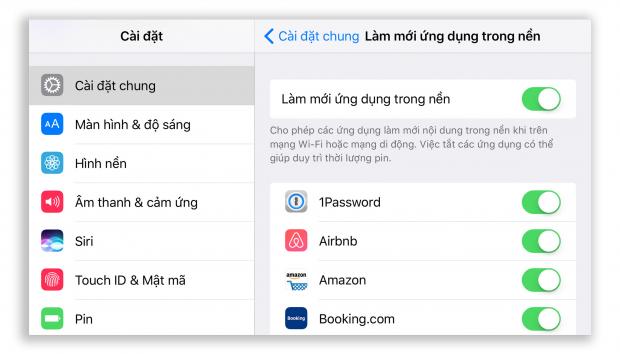 Cài đặt
Cài đặt chung
Màn hình & độ sáng
Hình nền
Âm thanh & cảm ứng
Siri
Touch ID & Mật mã
Pin
Cài đặt chung Làm mới ứng dụng trong nền
Làm mới ứng dụng trong nền
Cho phép các ứng dụng làm mới nội dung trong nền khi trên
mạng Wi-Fi hoặc mạng di động. Việc tắt các ứng dụng có thể
giúp duy trì thời lượng pin.
1Password
Airbnb
amazon
Amazon
Booking
Booking.com
AA